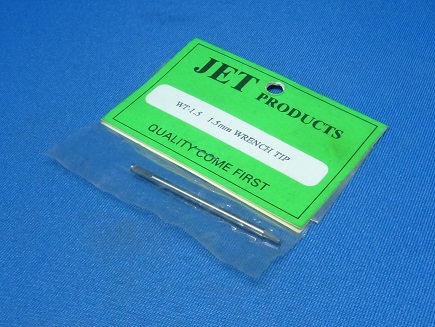 JET PRODUCTS
WT-1.5 1.5mm WRENCH TIP
QUALITY COME FIRST